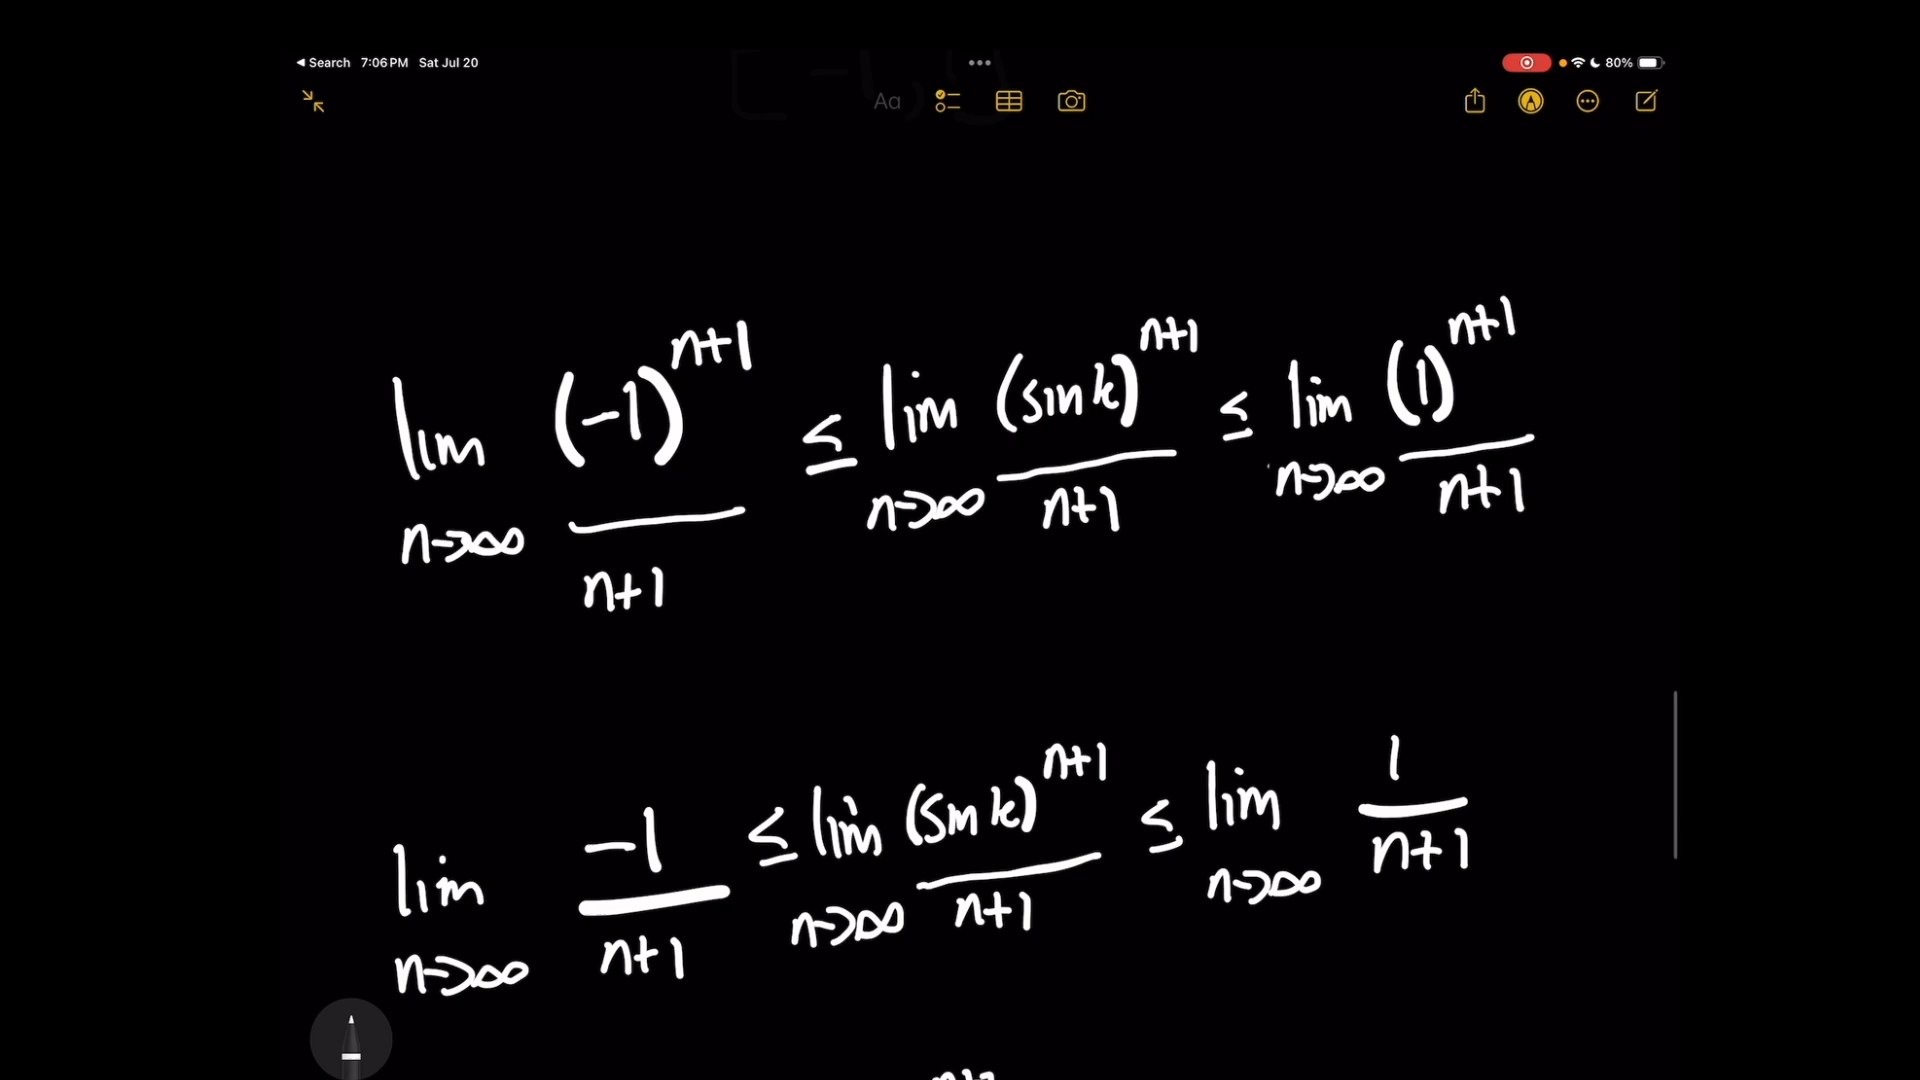 Search 7:06 PM Sat Jul 20 80%
Aa
lim n→∞ (-1)^{n+1} / n+1 ≤ lim n→∞ (sin k)^{n+1} / n+1 ≤ lim n→∞ (1)^{n+1} / n+1
lim n→∞ -1 / n+1 ≤ lim n→∞ (sin k)^{n+1} / n+1 ≤ lim n→∞ 1 / n+1